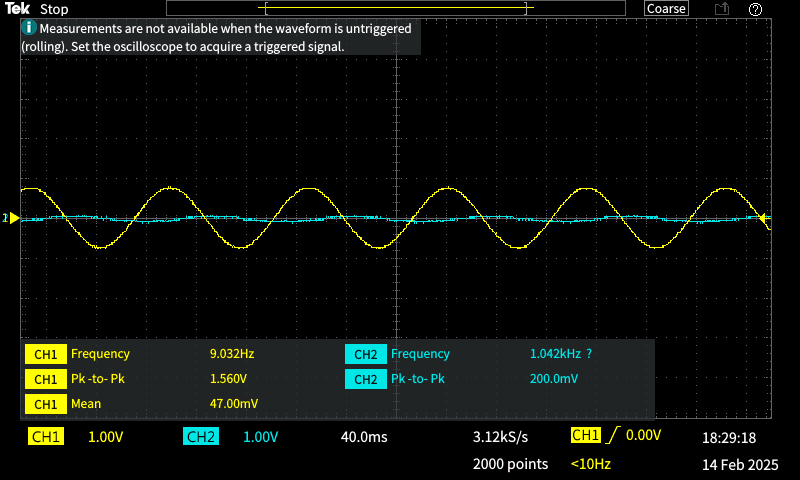 Tek Stop Coarse
Measurements are not available when the waveform is untriggered
(rolling). Set the oscilloscope to acquire a triggered signal.
CH1 Frequency 9.032Hz CH2 Frequency 1.042kHz ?
CH1 Pk -to- Pk 1.560V CH2 Pk -to- Pk 200.0mV
CH1 Mean 47.00mV
CH1 1.00V CH2 1.00V 40.0ms 3.12kS/s CH1 0.00V 18:29:18
2000 points <10Hz 14 Feb 2025